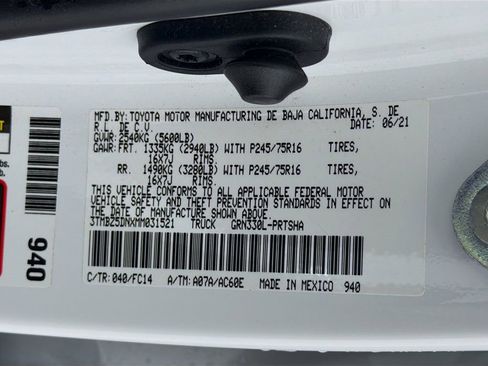 MFD.BY: TOYOTA MOTOR MANUFACTURING DE BAJA CALIFORNIA, S. DE
R.L. DE C.V. DATE: 06/21
GVWR: 2540KG (5600LB)
GAWR: FRT. 1335KG (2940LB) WITH P245/75R16 TIRES,
16X7J RIMS.
RR. 1490KG (3280LB) WITH P245/75R16 TIRES,
16X7J RIMS.
THIS VEHICLE CONFORMS TO ALL APPLICABLE FEDERAL MOTOR
VEHICLE SAFETY AND THEFT PREVENTION STANDARDS IN EFFECT ON
THE DATE OF MANUFACTURE SHOWN ABOVE.
3TMBZ5DNXMM031521 TRUCK GRN330L-PRTSHA
C/TR: 040/FC14 A/TM: A07A/AC60E MADE IN MEXICO 940
940
lbs.